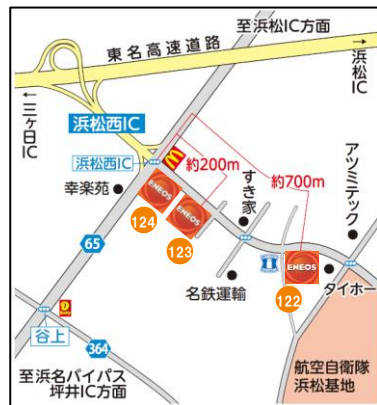 至浜松IC方面
東名高速道路
浜松IC
三ヶ日IC
浜松西IC
浜松西IC
約200m
約700m
幸楽苑
ENEOS
124
ENEOS
123
すき家
アツミテック
65
名鉄運輸
ENEOS
122
タイホー
谷上
364
至浜名バイパス
坪井IC方面
航空自衛隊
浜松基地